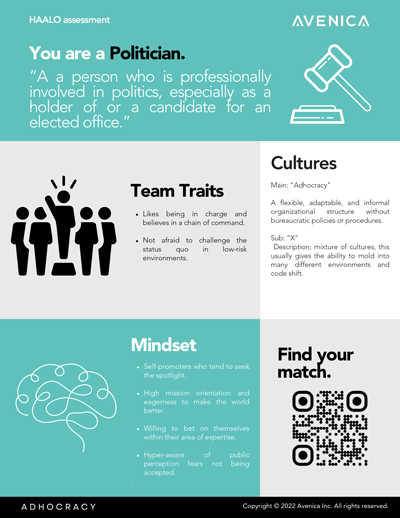 HAALO assessment
AVENICA
You are a Politician.
“A a person who is professionally
involved in politics, especially as a
holder of or a candidate for an
elected office.”
Team Traits
• Likes being in charge and
believes in a chain of command.
• Not afraid to challenge the
status quo in low-risk
environments.
Cultures
Main: “Adhocracy”
A flexible, adaptable, and informal
organizational structure without
bureaucratic policies or procedures.
Sub: “X”
Description; mixture of cultures, this
usually gives the ability to mold into
many different environments and
code shift.
Mindset
• Self-promoters who tend to seek
the spotlight.
• High mission orientation and
eagerness to make the world
better.
• Willing to bet on themselves
within their area of expertise.
• Hyper-aware of public
perception fears not being
accepted.
Find your
match.
ADHOCRACY
Copyright © 2022 Avenica Inc. All rights reserved.